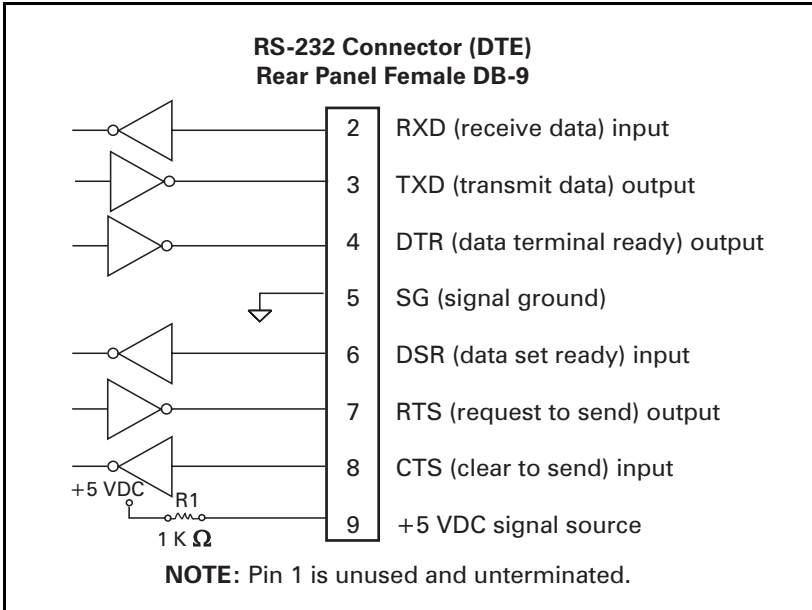 RS-232 Connector (DTE)
Rear Panel Female DB-9
2 RXD (receive data) input
3 TXD (transmit data) output
4 DTR (data terminal ready) output
5 SG (signal ground)
6 DSR (data set ready) input
7 RTS (request to send) output
8 CTS (clear to send) input
+5 VDC
R1
1 K Ω
9 +5 VDC signal source
NOTE: Pin 1 is unused and unterminated.